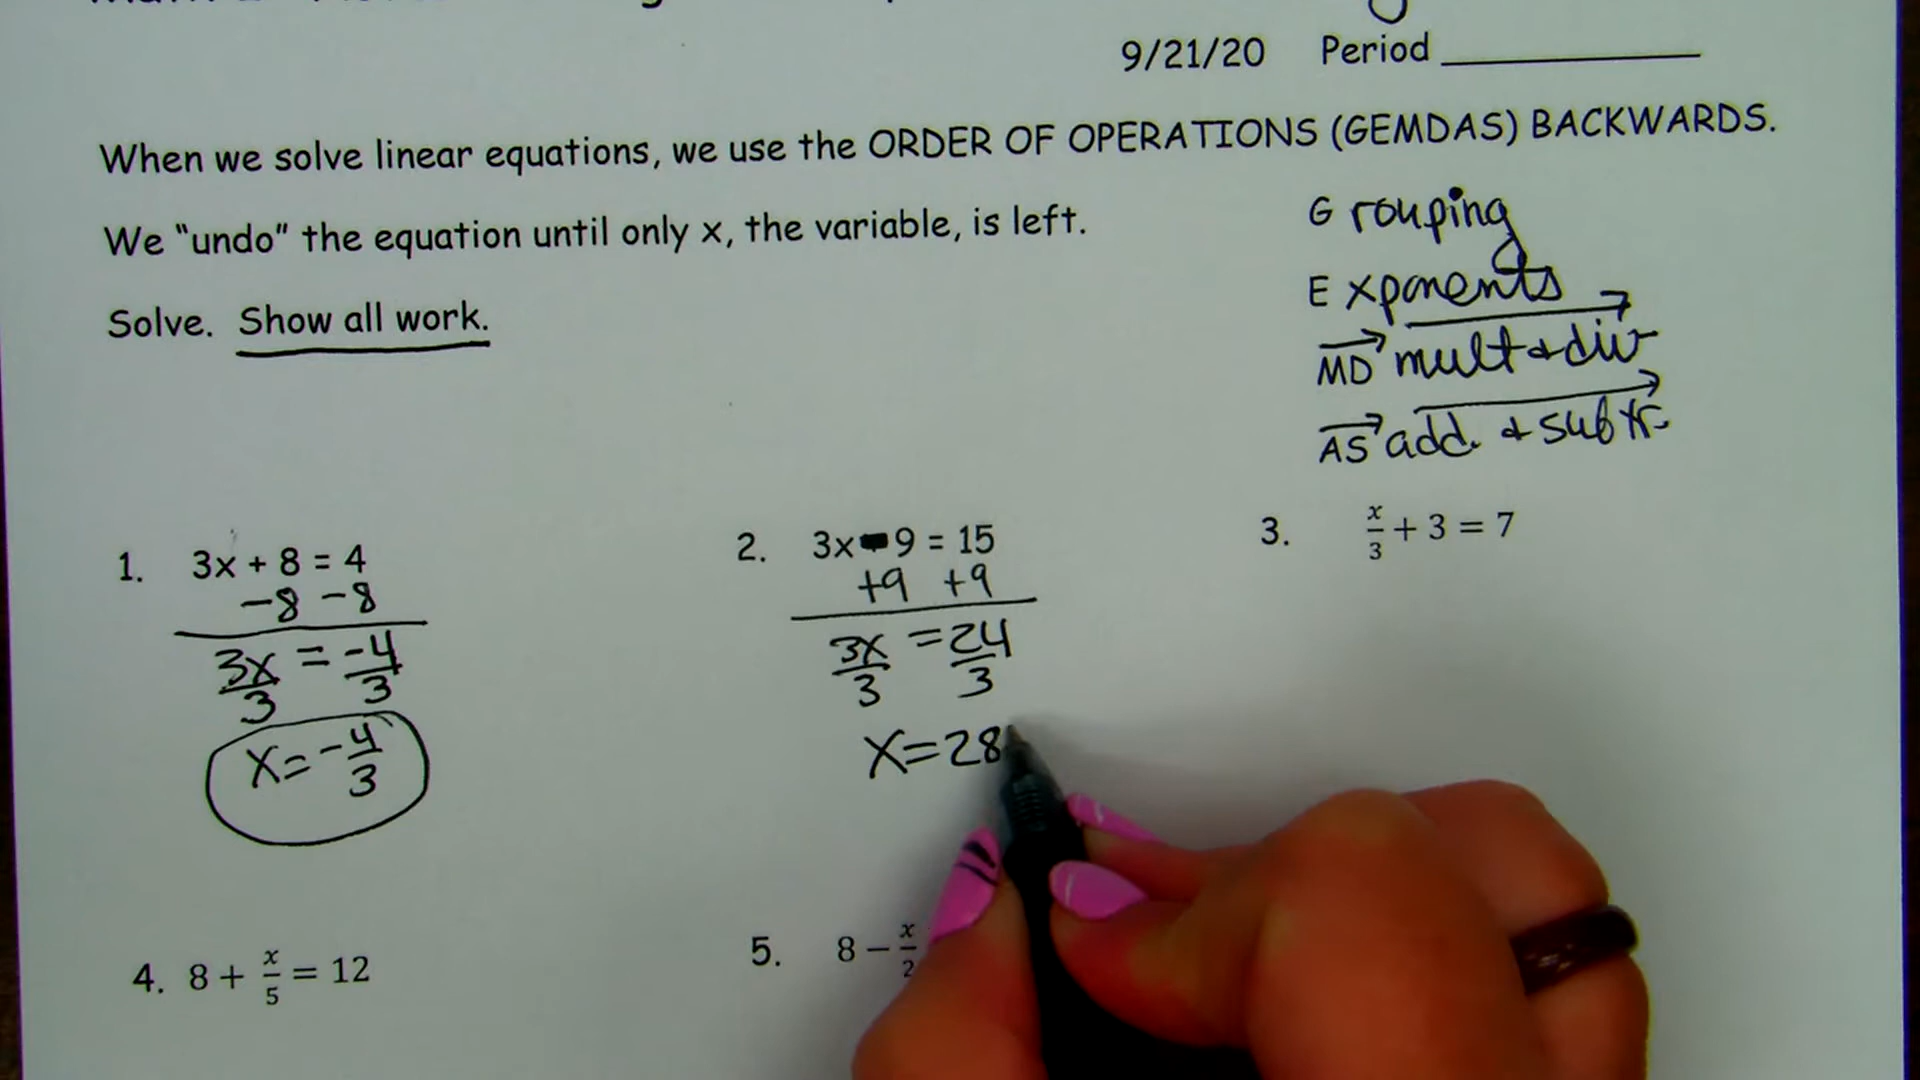 9/21/20 Period
When we solve linear equations, we use the ORDER OF OPERATIONS (GEMDAS) BACKWARDS.
We “undo” the equation until only x, the variable, is left.
Solve. Show all work.
G rouping
E xponents
MD mult & div
AS add. & subtr.
1. 3x + 8 = 4
-8 -8
3x/3 = -4/3
x = -4/3
2. 3x - 9 = 15
+9 +9
3x/3 = 24/3
x = 28
3. x/3 + 3 = 7
4. 8 + x/5 = 12
5. 8 − x/2